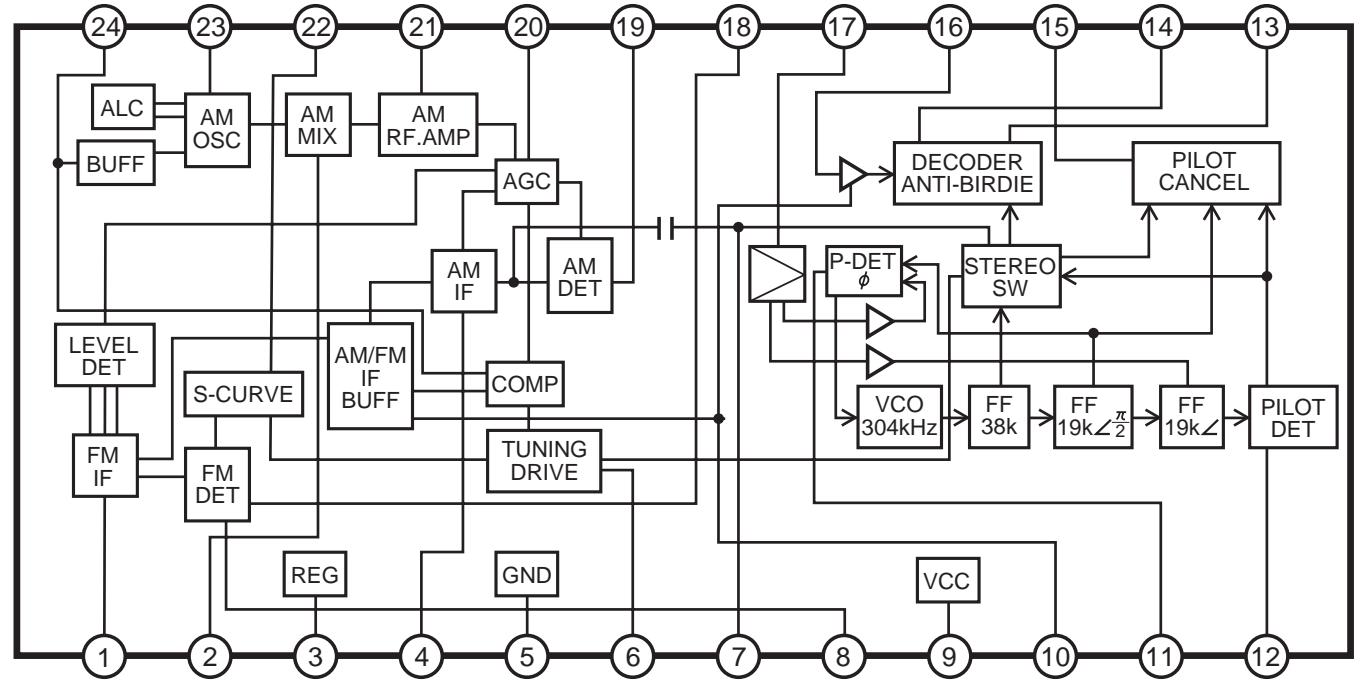 24 23 22 21 20 19 18 17 16 15 14 13
ALC
AM
OSC
AM
MIX
AM
RF.AMP
BUFF
AGC
DECODER
ANTI-BIRDIE
PILOT
CANCEL
AM
IF
AM
DET
P-DET
ϕ
STEREO
SW
LEVEL
DET
AM/FM
IF
BUFF
S-CURVE
COMP
VCO
304kHz
FF
38k
FF
19k∠π/2
FF
19k∠
PILOT
DET
FM
IF
FM
DET
TUNING
DRIVE
REG
GND
VCC
1 2 3 4 5 6 7 8 9 10 11 12